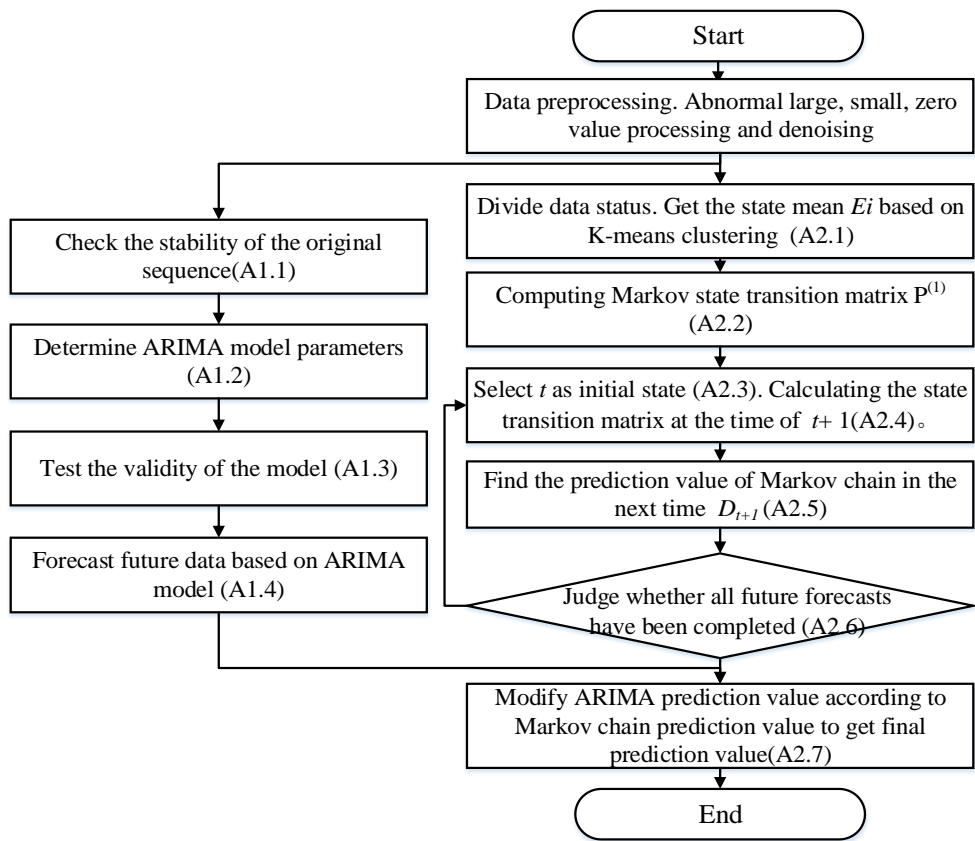 Start
Data preprocessing. Abnormal large, small, zero
value processing and denoising
Check the stability of the original
sequence(A1.1)
Determine ARIMA model parameters
(A1.2)
Test the validity of the model (A1.3)
Forecast future data based on ARIMA
model (A1.4)
Divide data status. Get the state mean Ei based on
K-means clustering (A2.1)
Computing Markov state transition matrix P(1)
(A2.2)
Select t as initial state (A2.3). Calculating the state
transition matrix at the time of t+ 1(A2.4)。
Find the prediction value of Markov chain in the
next time Dt+1 (A2.5)
Judge whether all future forecasts
have been completed (A2.6)
Modify ARIMA prediction value according to
Markov chain prediction value to get final
prediction value(A2.7)
End